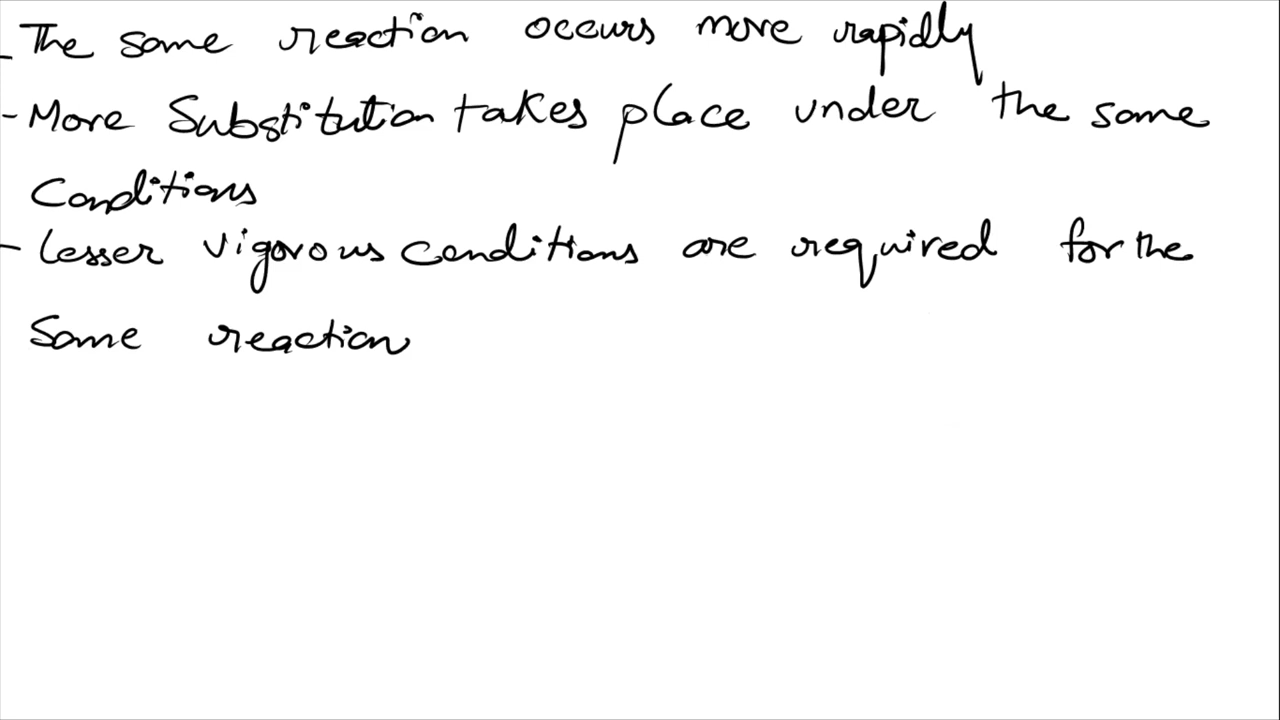 - The same reaction occurs more rapidly
- More Substitution takes place under the same
Conditions
- Lesser vigorous conditions are required for the
Same reaction